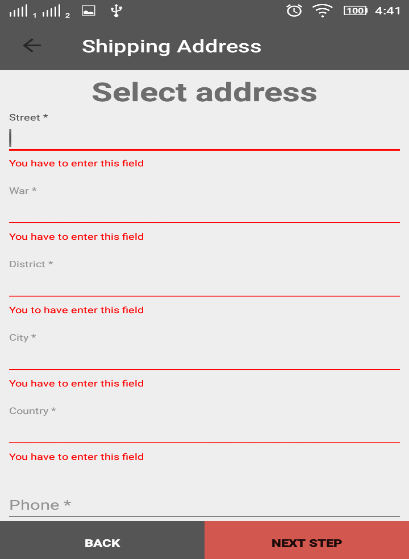 1 2 100 4:41
Shipping Address
Select address
Street *
You have to enter this field
War *
You have to enter this field
District *
You to have enter this field
City *
You have to enter this field
Country *
You have to enter this field
Phone *
BACK NEXT STEP